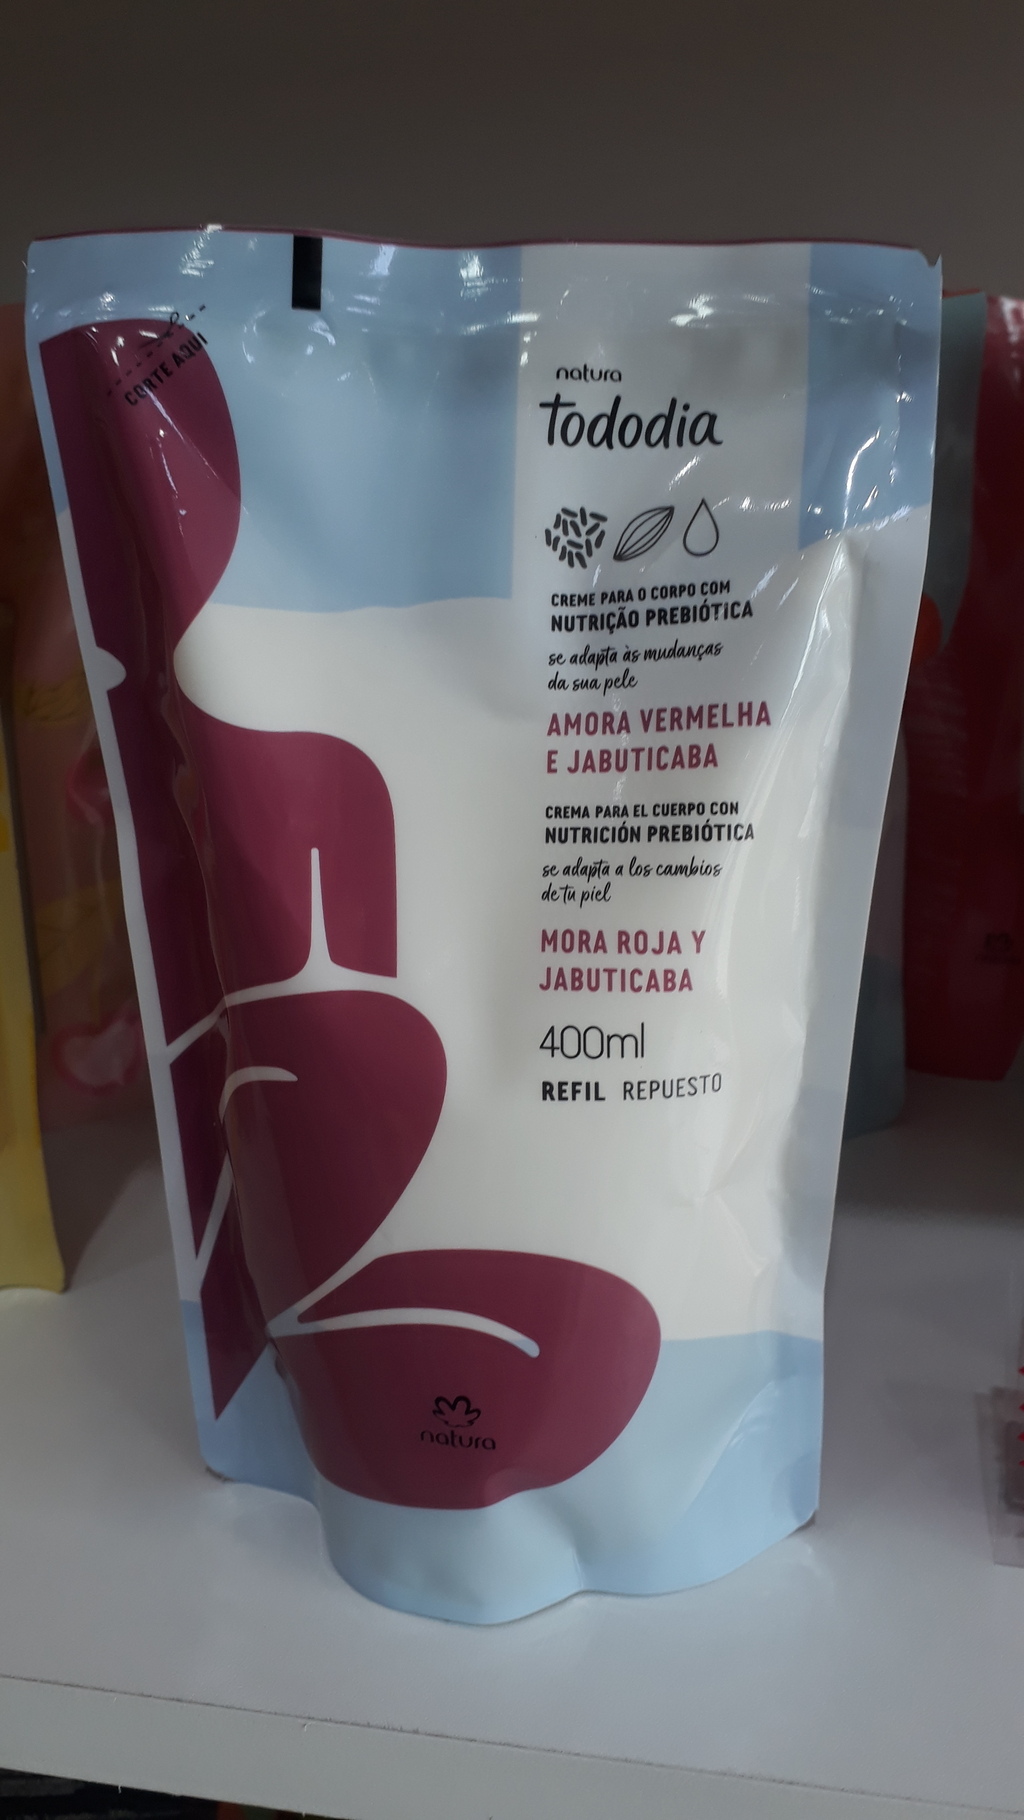 CORTE AQUI
natura
Tododia
CREME PARA O CORPO COM
NUTRIÇÃO PREBIÓTICA
se adapta às mudanças
da sua pele
AMORA VERMELHA
E JABUTICABA
CREMA PARA EL CUERPO CON
NUTRICIÓN PREBIÓTICA
se adapta a los cambios
de tu piel
MORA ROJA Y
JABUTICABA
400ml
REFIL REPUESTO
natura